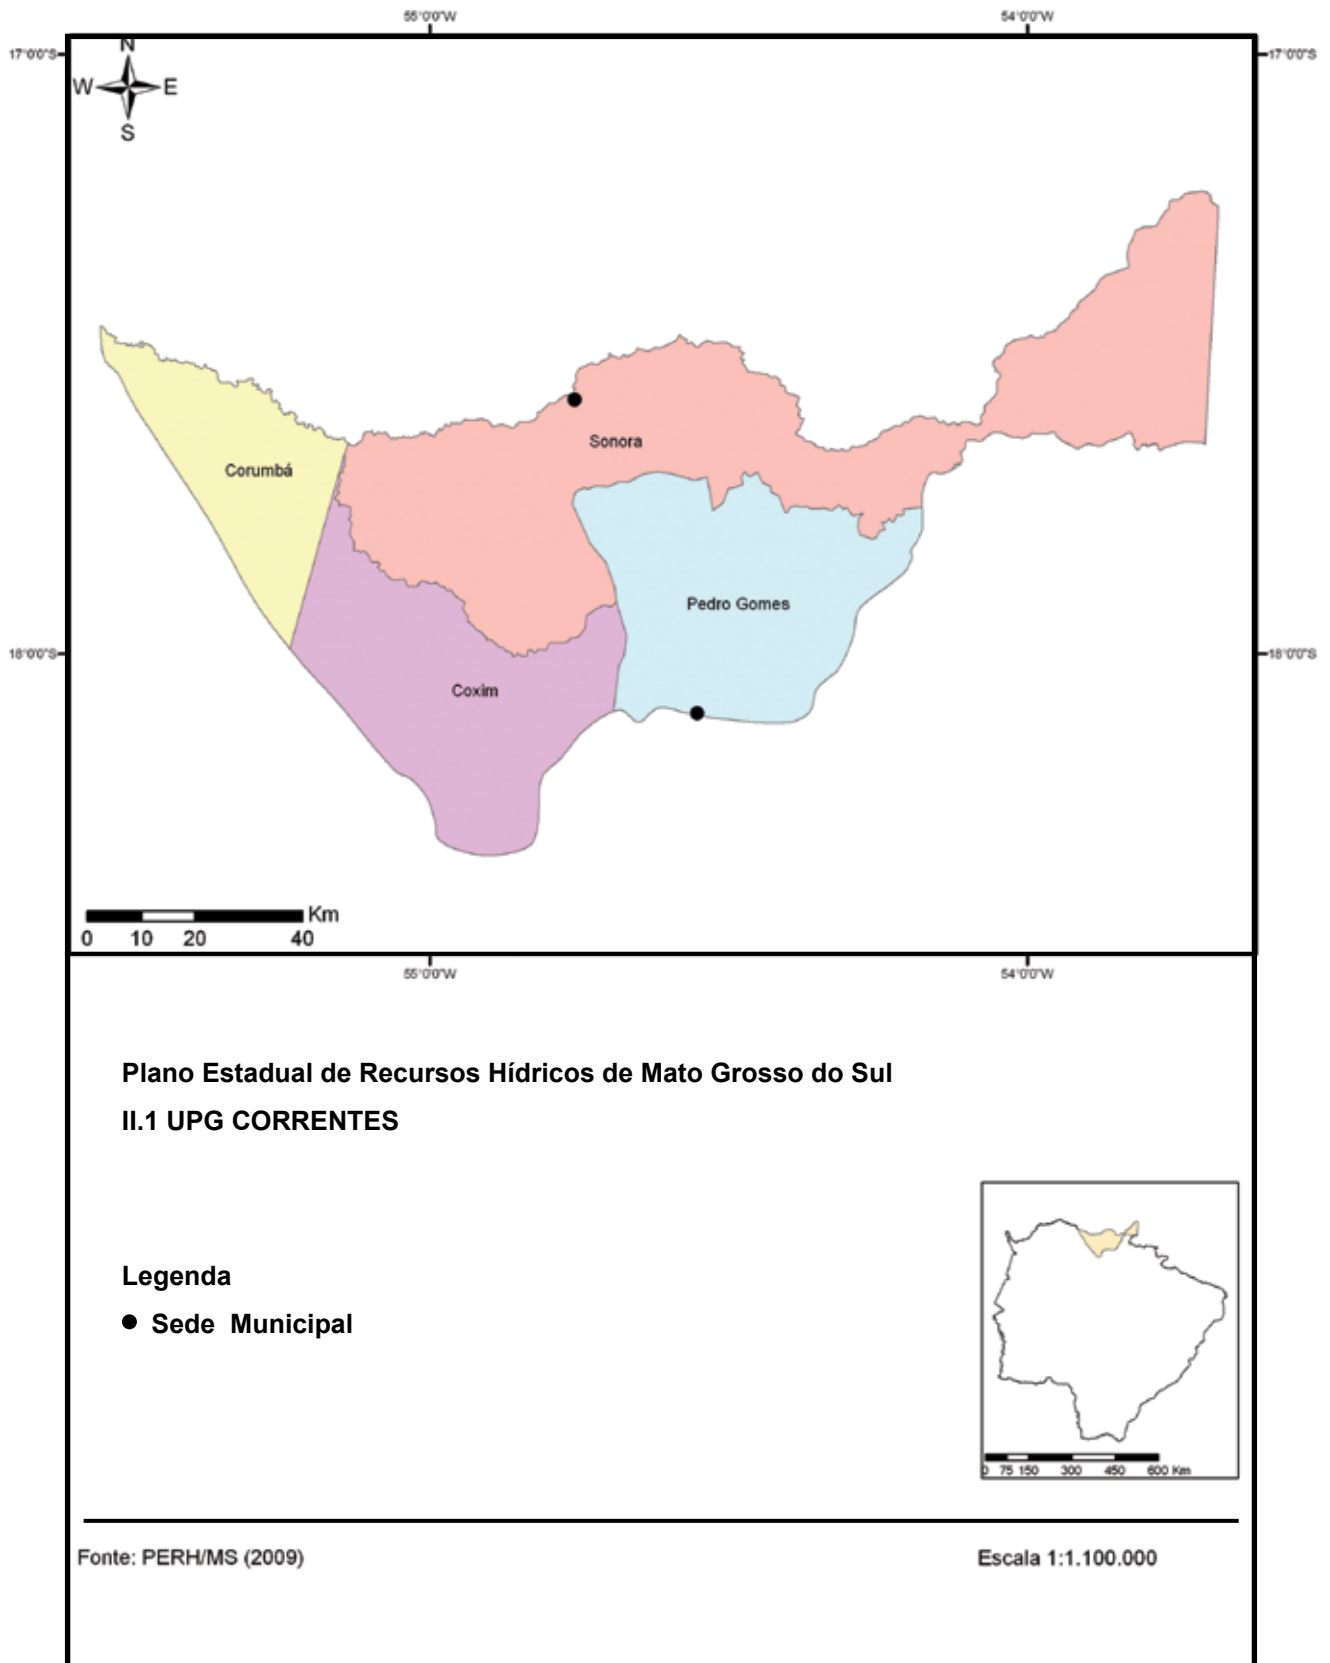 55°0'0"W 54°0'0"W
17°0'0"S 17°0'0"S
N
W E
S
Sonora
Corumbá
Pedro Gomes
18°0'0"S 18°0'0"S
Coxim
Km
0 10 20 40
55°0'0"W 54°0'0"W
Plano Estadual de Recursos Hídricos de Mato Grosso do Sul
II.1 UPG CORRENTES
Legenda
Sede Municipal
0 75 150 300 450 600 Km
Fonte: PERH/MS (2009) Escala 1:1.100.000